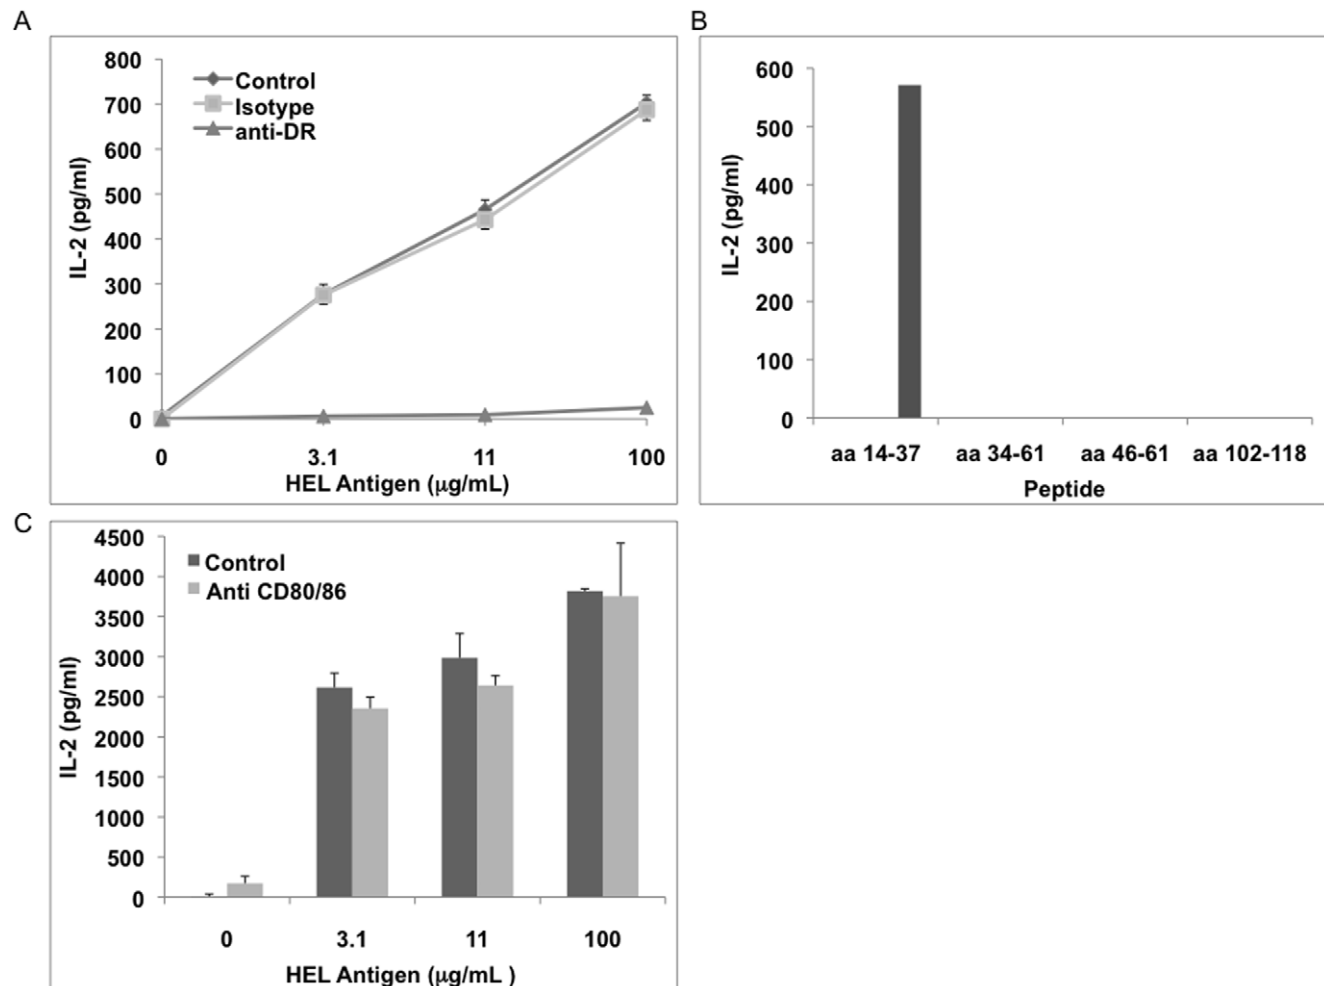 A
800
700
600
500
400
300
200
100
0
IL-2 (pg/ml)
Control
Isotype
anti-DR
0 3.1 11 100
HEL Antigen (μg/mL)
B
600
500
400
300
200
100
0
IL-2 (pg/ml)
aa 14-37 aa 34-61 aa 46-61 aa 102-118
Peptide
C
4500
4000
3500
3000
2500
2000
1500
1000
500
0
IL-2 (pg/ml)
Control
Anti CD80/86
0 3.1 11 100
HEL Antigen (μg/mL )